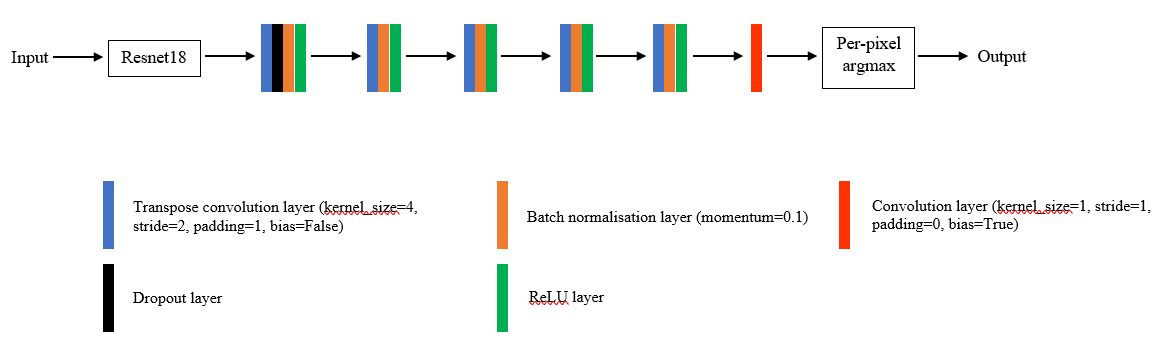 Input
Resnet18
Per-pixel
argmax
Output
Transpose convolution layer (kernel_size=4,
stride=2, padding=1, bias=False)
Batch normalisation layer (momentum=0.1)
Convolution layer (kernel_size=1, stride=1,
padding=0, bias=True)
Dropout layer
ReLU layer